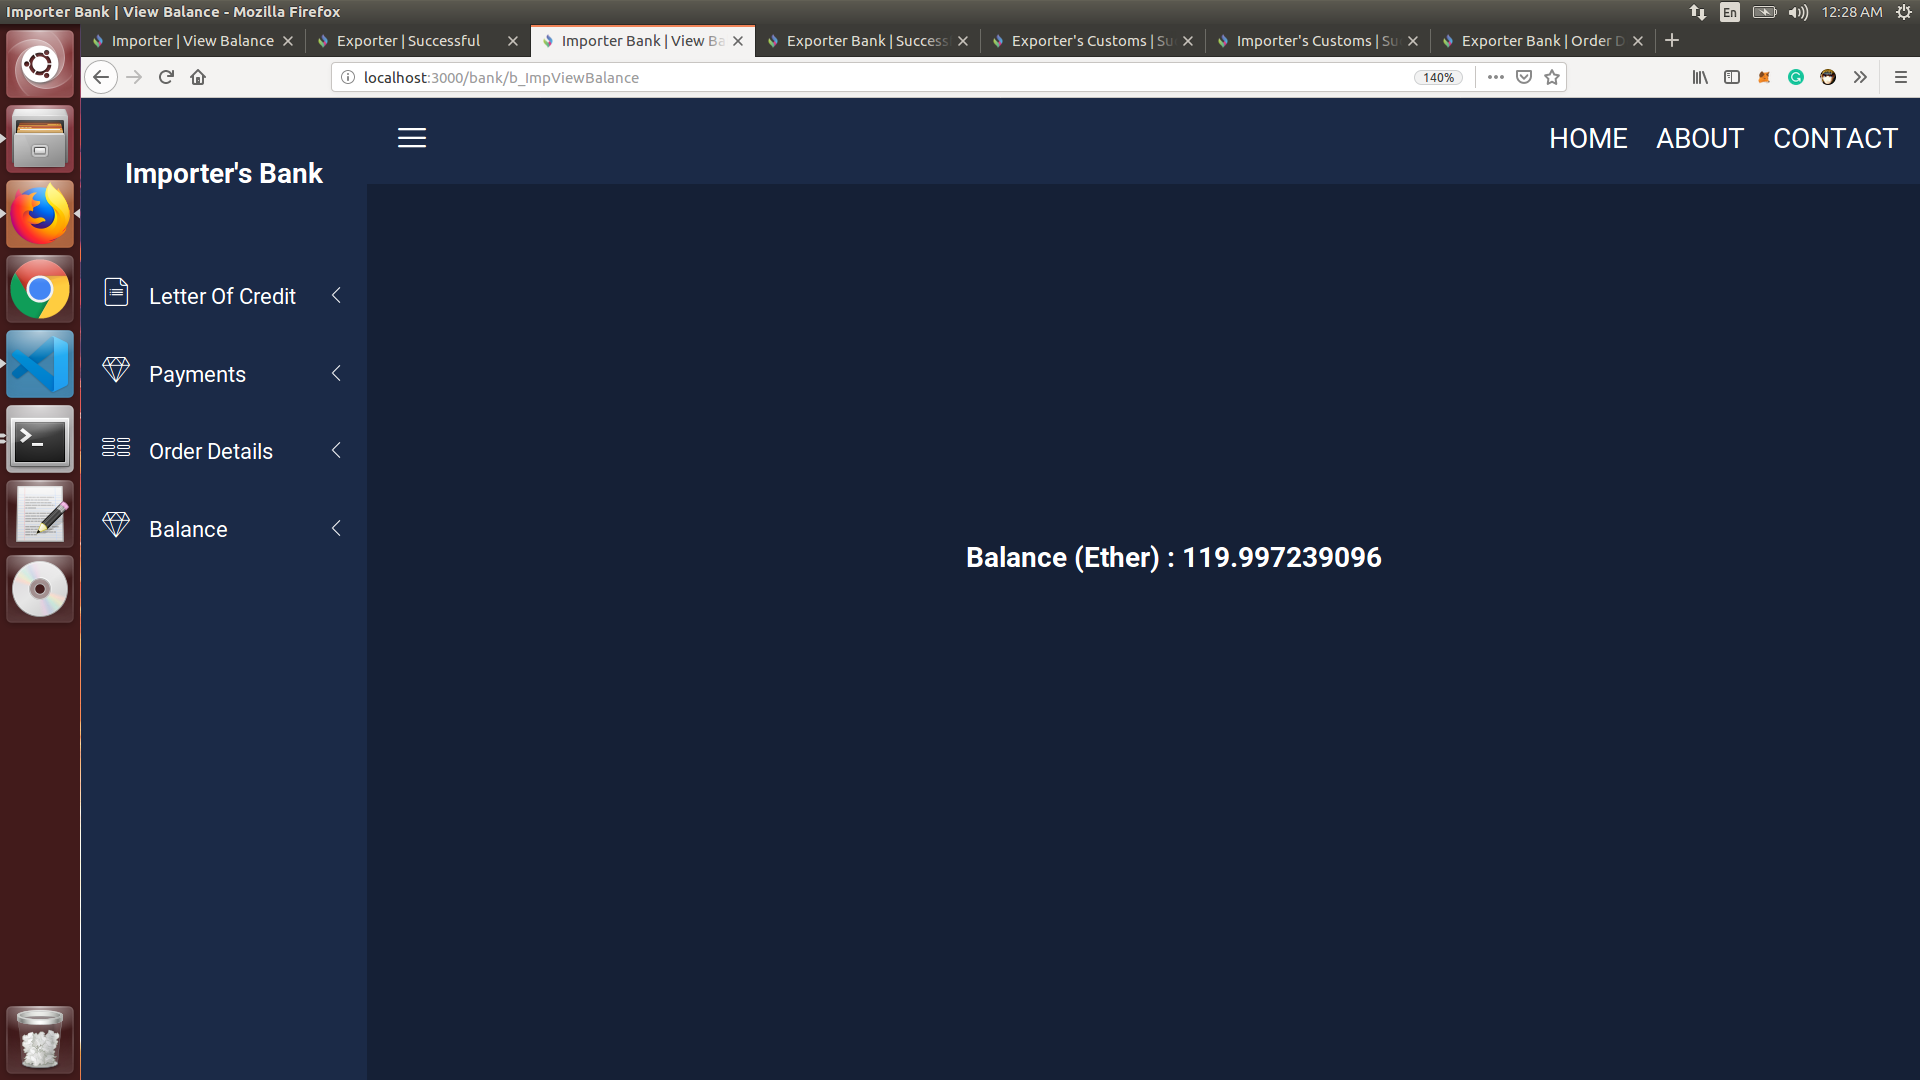 Importer Bank | View Balance - Mozilla Firefox
En
12:28 AM
Importer | View Balance
Exporter | Successful
Importer Bank | View Ba
Exporter Bank | Success
Exporter's Customs | Su
Importer's Customs | Su
Exporter Bank | Order D
localhost:3000/bank/b_ImpViewBalance
140%
Importer's Bank
HOME ABOUT CONTACT
Letter Of Credit
Payments
Order Details
Balance
Balance (Ether) : 119.997239096